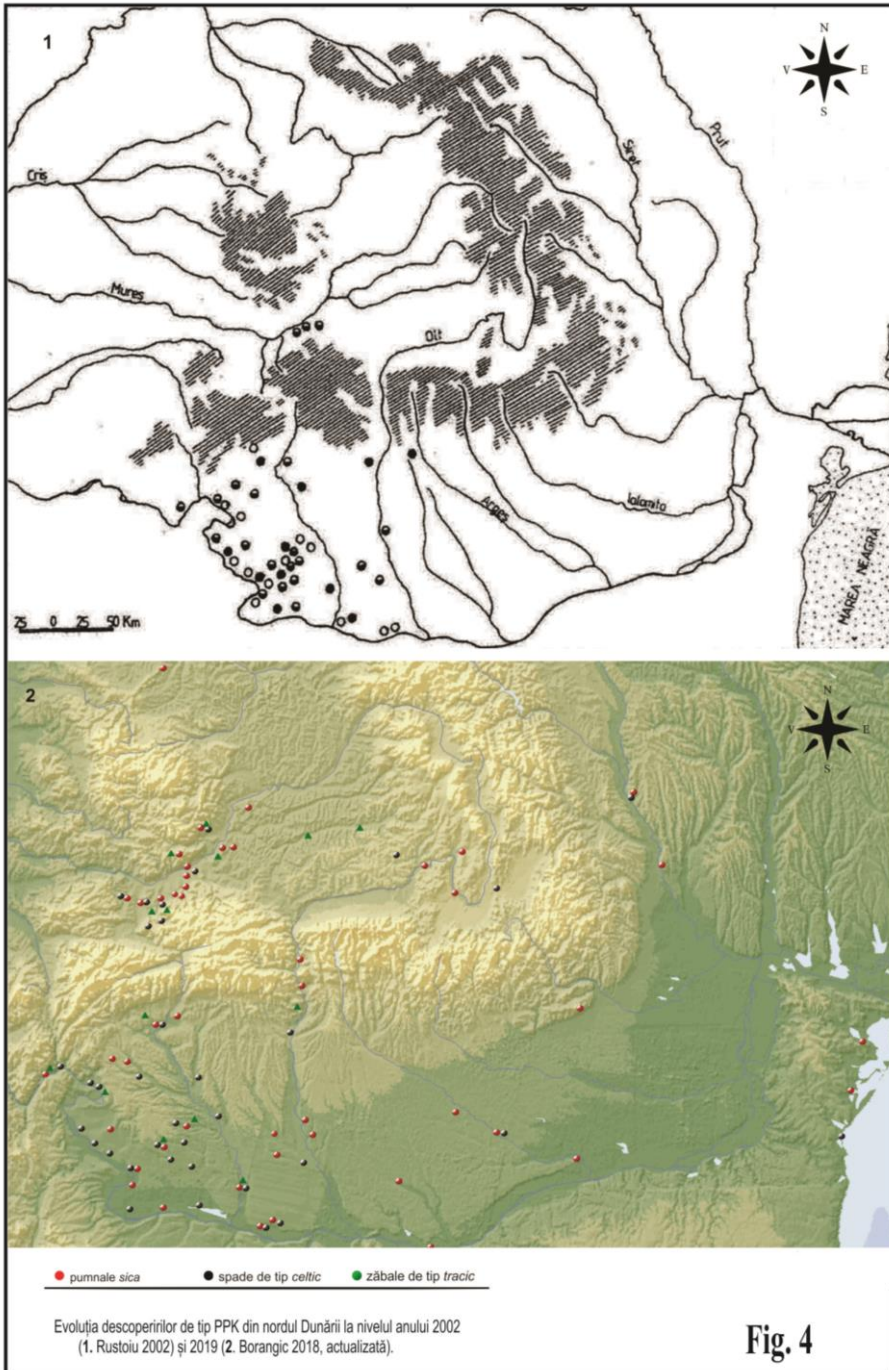 1
N
V E
S
Criș
Siret
Prut
Mureș
Olt
Argeș
Ialomița
MAREA NEAGRĂ
25 0 25 50 Km
2
N
V E
S
pumnale sica spade de tip celtic zăbale de tip tracic
Evoluția descoperirilor de tip PPK din nordul Dunării la nivelul anului 2002
(1. Rustoiu 2002) și 2019 (2. Borangic 2018, actualizată).
Fig. 4